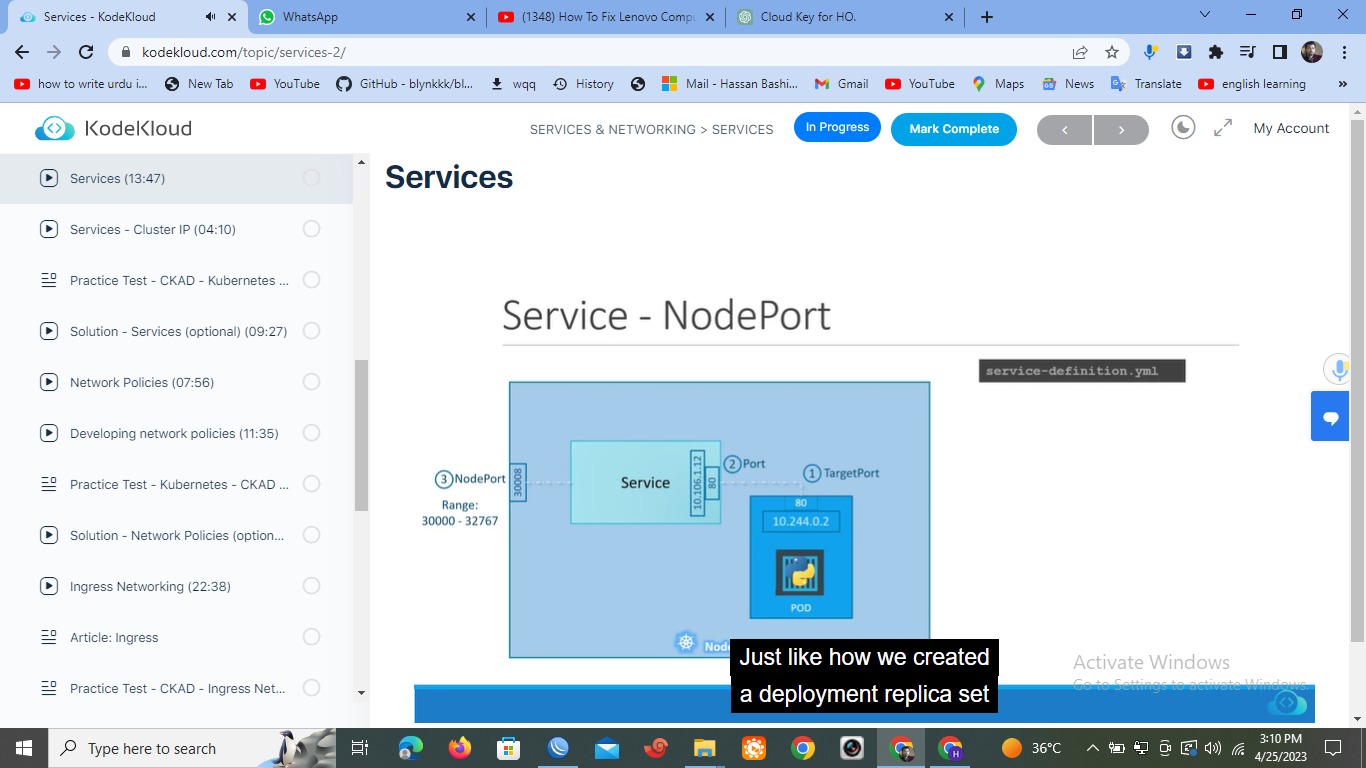 Services - KodeKloud
WhatsApp
(1348) How To Fix Lenovo Compu
Cloud Key for HO.
kodekloud.com/topic/services-2/
how to write urdu i...
New Tab
YouTube
GitHub - blynkkk/bl...
wqq
History
Mail - Hassan Bashi...
Gmail
YouTube
Maps
News
Translate
english learning
»
KodeKloud
SERVICES & NETWORKING > SERVICES
In Progress
Mark Complete
<
>
My Account
Services (13:47)
Services - Cluster IP (04:10)
Practice Test - CKAD - Kubernetes ...
Solution - Services (optional) (09:27)
Network Policies (07:56)
Developing network policies (11:35)
Practice Test - Kubernetes - CKAD ...
Solution - Network Policies (option...
Ingress Networking (22:38)
Article: Ingress
Practice Test - CKAD - Ingress Net...
Services
Service - NodePort
service-definition.yml
3 NodePort
Range:
30000 - 32767
30008
Service
10.106.1.12
80
2 Port
1 TargetPort
80
10.244.0.2
POD
Nod
Just like how we created
a deployment replica set
Activate Windows
Go to Settings to activate Windows.
Type here to search
36°C
3:10 PM
4/25/2023